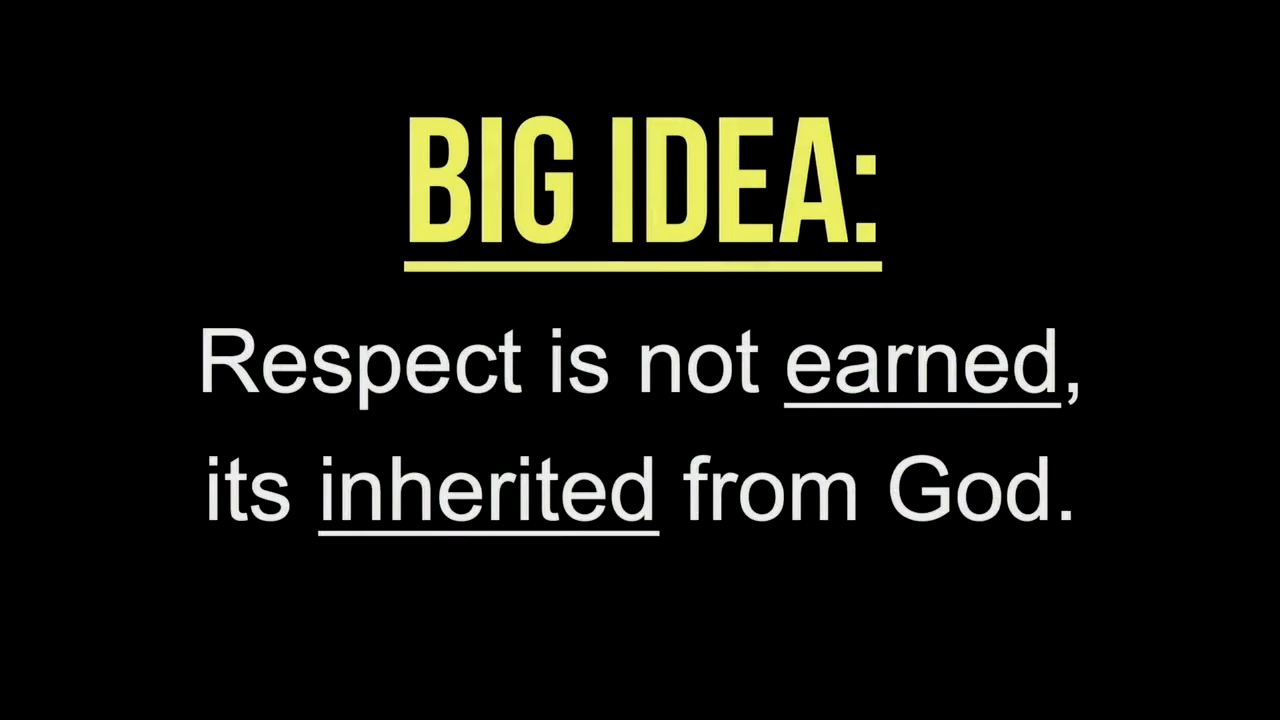 BIG IDEA:
Respect is not earned,
its inherited from God.